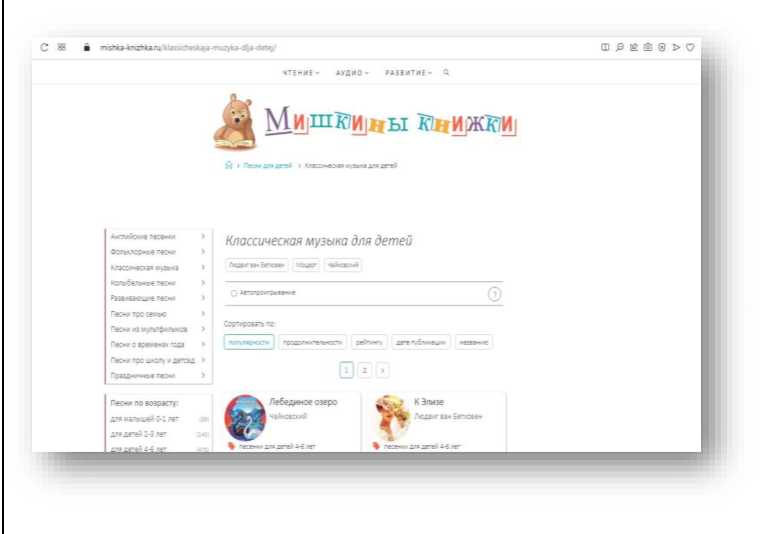 mishka-knizhka.ru/klassicheskaja-muzyka-dlja-detej/
ЧТЕНИЕ АУДИО РАЗВИТИЕ
Мишкины книжки
Песни для детей > Классическая музыка для детей
Английские песенки >
Фольклорные песни >
Классическая музыка >
Колыбельные песни >
Развивающие песни >
Песни про семью >
Песни из мультфильмов >
Песни о временах года >
Песни про школу и детсад >
Праздничные песни >
Песни по возрасту:
для малышей 0-1 лет
для детей 2-3 лет
для детей 4-6 лет
Классическая музыка для детей
Людвиг ван Бетховен Моцарт Чайковский
Автопроигрывание ?
Сортировать по:
популярности продолжительности рейтингу дате публикации названию
1 2 >
Лебединое озеро
Чайковский
песенки для детей 4-6 лет
К Элизе
Людвиг ван Бетховен
песенки для детей 4-6 лет